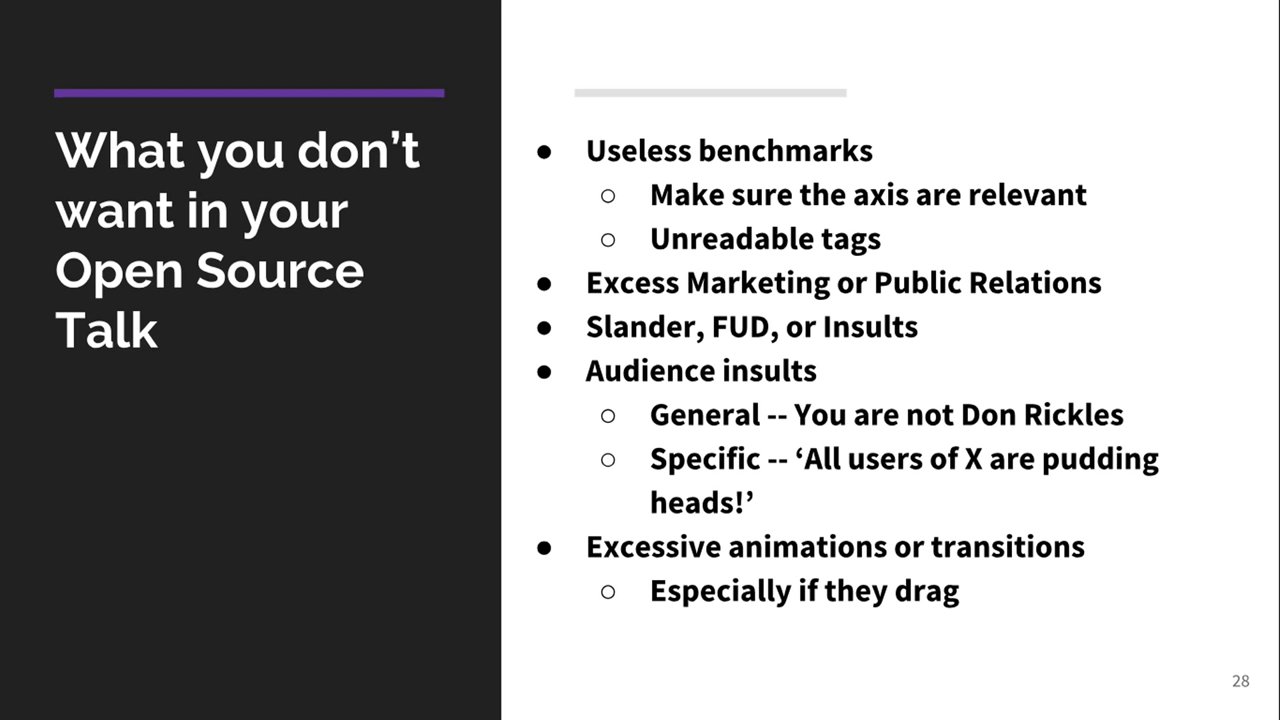 What you don’t
want in your
Open Source
Talk
● Useless benchmarks
○ Make sure the axis are relevant
○ Unreadable tags
● Excess Marketing or Public Relations
● Slander, FUD, or Insults
● Audience insults
○ General -- You are not Don Rickles
○ Specific -- ‘All users of X are pudding
heads!’
● Excessive animations or transitions
○ Especially if they drag
28